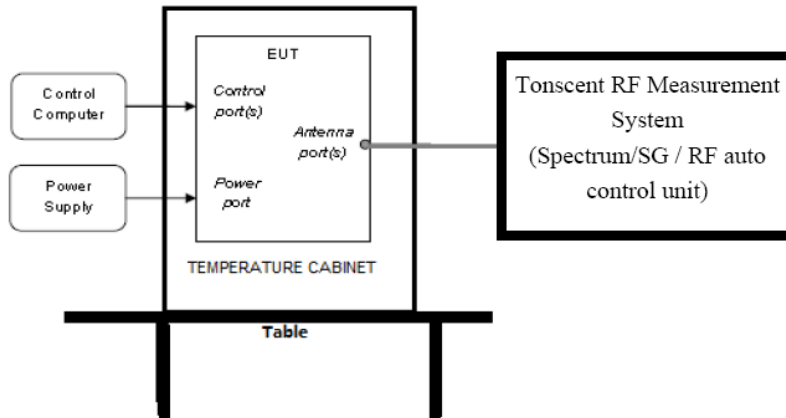 EUT
Control
Computer
Control
port(s)
Antenna
port(s)
Power
Supply
Power
port
TEMPERATURE CABINET
Table
Tonscent RF Measurement
System
(Spectrum/SG / RF auto
control unit)